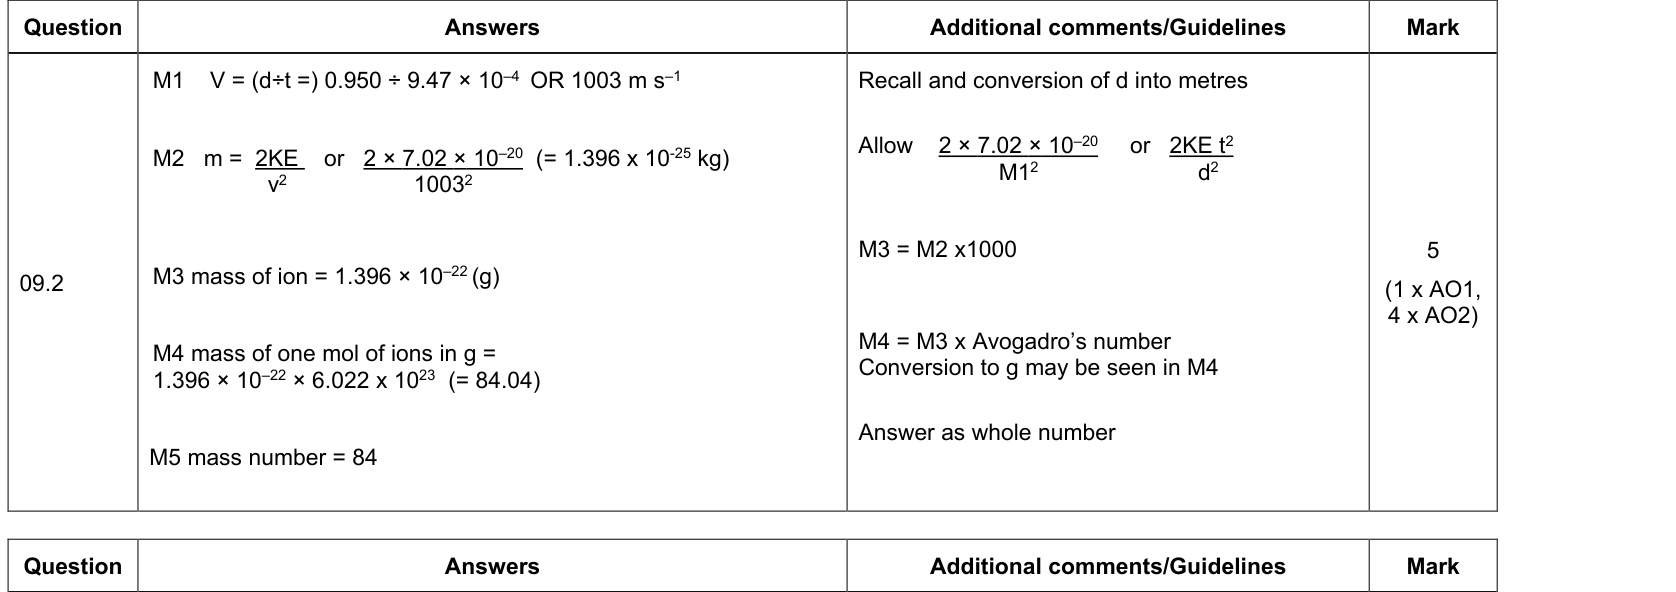 Question Answers Additional comments/Guidelines Mark
M1 V = (d÷t =) 0.950 ÷ 9.47 × 10⁻⁴ OR 1003 m s⁻¹
Recall and conversion of d into metres
M2 m = 2KE or 2 × 7.02 × 10⁻²⁰ (= 1.396 x 10⁻²⁵ kg)
v² 1003²
Allow 2 × 7.02 × 10⁻²⁰ or 2KE t²
M1² d²
M3 = M2 x1000
M3 mass of ion = 1.396 × 10⁻²² (g)
09.2
5
(1 x AO1,
4 x AO2)
M4 mass of one mol of ions in g =
1.396 × 10⁻²² × 6.022 x 10²³ (= 84.04)
M4 = M3 x Avogadro’s number
Conversion to g may be seen in M4
Answer as whole number
M5 mass number = 84
Question Answers Additional comments/Guidelines Mark